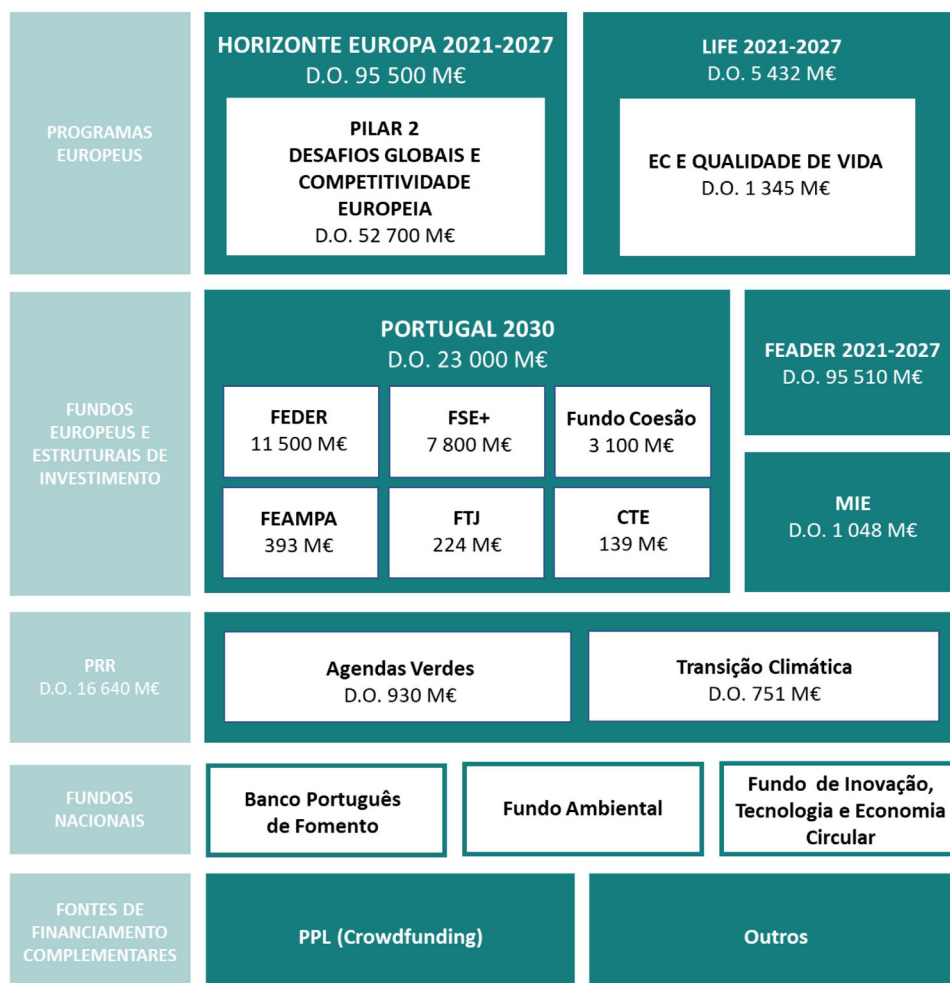 PROGRAMAS
EUROPEUS
HORIZONTE EUROPA 2021-2027
D.O. 95 500 M€
PILAR 2
DESAFIOS GLOBAIS E
COMPETITIVIDADE
EUROPEIA
D.O. 52 700 M€
LIFE 2021-2027
D.O. 5 432 M€
EC E QUALIDADE DE VIDA
D.O. 1 345 M€
FUNDOS
EUROPEUS E
ESTRUTURAIS DE
INVESTIMENTO
PORTUGAL 2030
D.O. 23 000 M€
FEDER
11 500 M€
FSE+
7 800 M€
Fundo Coesão
3 100 M€
FEAMPA
393 M€
FTJ
224 M€
CTE
139 M€
FEADER 2021-2027
D.O. 95 510 M€
MIE
D.O. 1 048 M€
PRR
D.O. 16 640 M€
Agendas Verdes
D.O. 930 M€
Transição Climática
D.O. 751 M€
FUNDOS
NACIONAIS
Banco Português
de Fomento
Fundo Ambiental
Fundo de Inovação,
Tecnologia e Economia
Circular
FONTES DE
FINANCIAMENTO
COMPLEMENTARES
PPL (Crowdfunding)
Outros